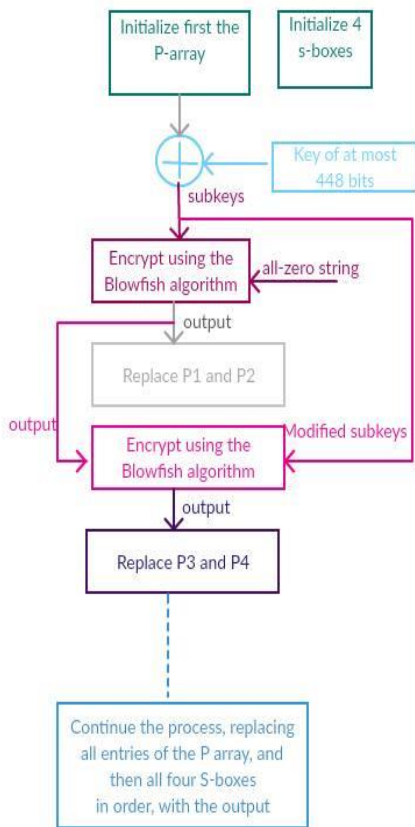 Initialize first the
P-array
Initialize 4
s-boxes
Key of at most
448 bits
subkeys
Encrypt using the
Blowfish algorithm
all-zero string
output
Replace P1 and P2
output
Modified subkeys
Encrypt using the
Blowfish algorithm
output
Replace P3 and P4
Continue the process, replacing
all entries of the P array, and
then all four S-boxes
in order, with the output